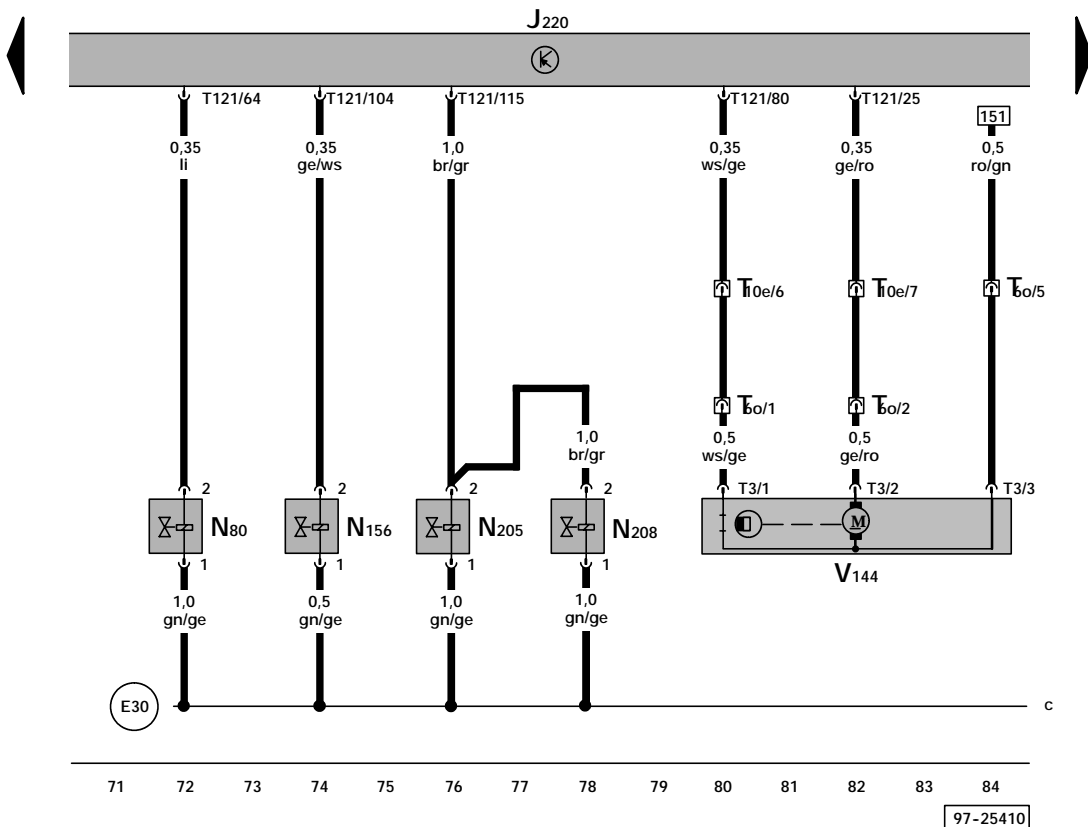 J220
T121/64 T121/104 T121/115 T121/80 T121/25
151
0,35 0,35 1,0 0,35 0,35 0,5
li ge/ws br/gr ws/ge ge/ro ro/gn
T10e/6 T10e/7 T6o/5
T6o/1 T6o/2
1,0 0,5 0,5
br/gr ws/ge ge/ro
2 2 2 2 T3/1 T3/2 T3/3
N80 N156 N205 N208 M
1 1 1 1
V144
1,0 0,5 1,0 1,0
gn/ge gn/ge gn/ge gn/ge
E30 c
71 72 73 74 75 76 77 78 79 80 81 82 83 84
97-25410